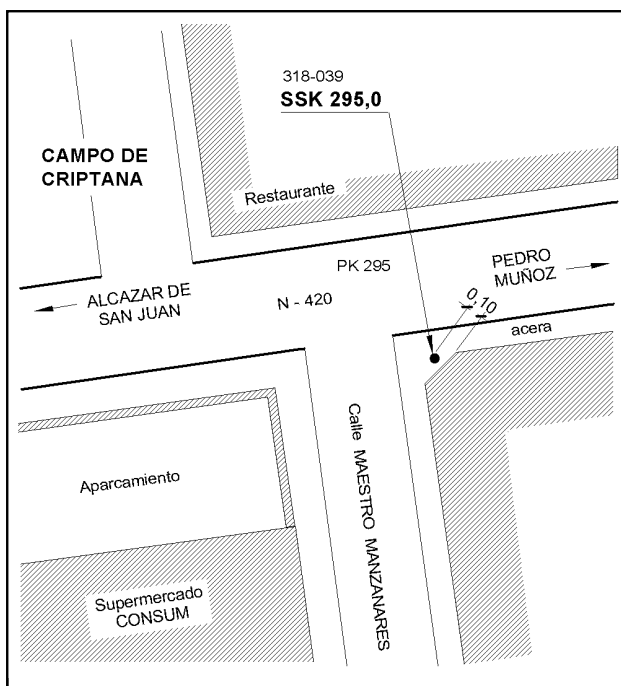 318-039
SSK 295,0
CAMPO DE
CRIPTANA
Restaurante
PK 295
PEDRO
MUÑOZ
ALCAZAR DE
SAN JUAN
N - 420
0,10
acera
Calle MAESTRO MANZANARES
Aparcamiento
Supermercado
CONSUM